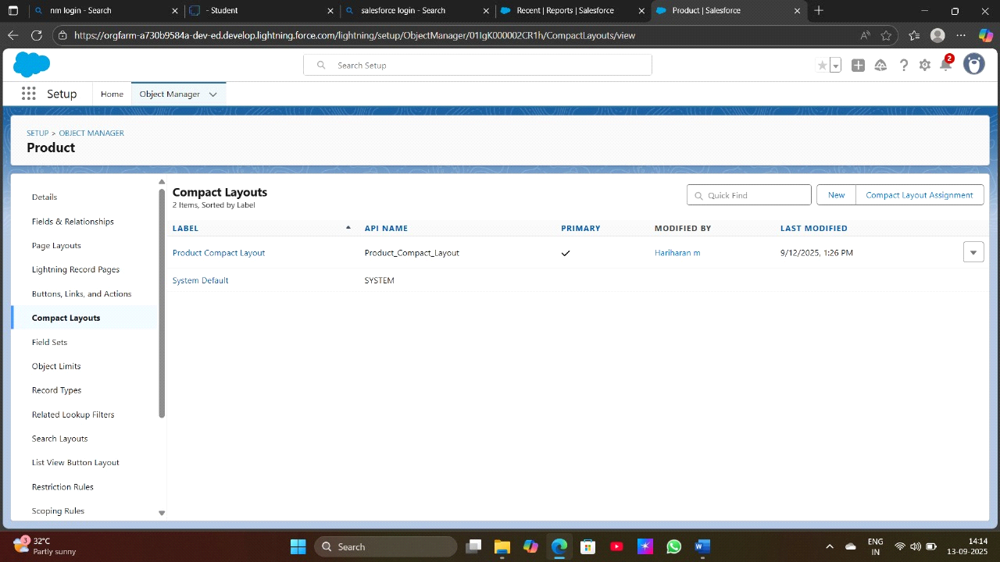 nm login - Search
- Student
salesforce login - Search
Recent | Reports | Salesforce
Product | Salesforce
https://orgfarm-a730b9584a-dev-ed.develop.lightning.force.com/lightning/setup/ObjectManager/01IgK000002CR1h/CompactLayouts/view
Search Setup
2
Setup
Home
Object Manager
SETUP > OBJECT MANAGER
Product
Details
Fields & Relationships
Page Layouts
Lightning Record Pages
Buttons, Links, and Actions
Compact Layouts
Field Sets
Object Limits
Record Types
Related Lookup Filters
Search Layouts
List View Button Layout
Restriction Rules
Scoping Rules
Compact Layouts
2 Items, Sorted by Label
Quick Find
New
Compact Layout Assignment
LABEL API NAME PRIMARY MODIFIED BY LAST MODIFIED
Product Compact Layout Product_Compact_Layout Hariharan m 9/12/2025, 1:26 PM
System Default SYSTEM
3
32°C
Partly sunny
Search
ENG
IN
14:14
13-09-2025